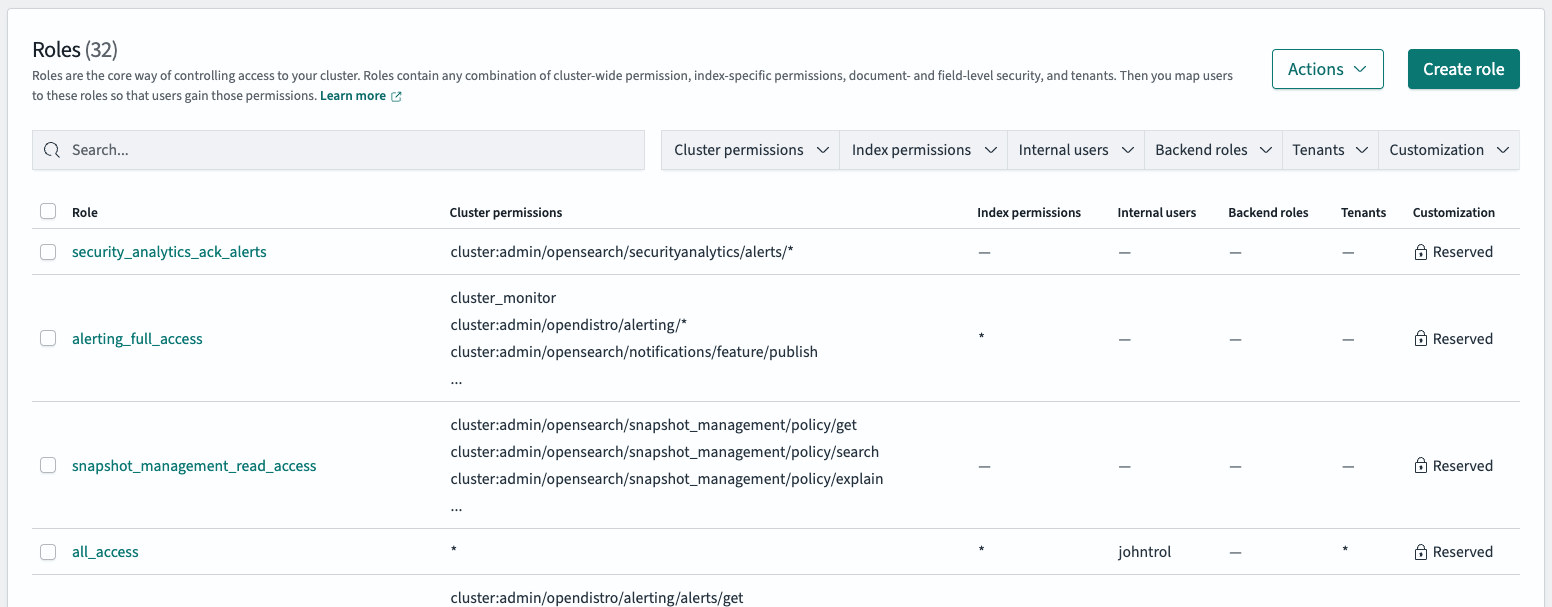 Roles (32)
Roles are the core way of controlling access to your cluster. Roles contain any combination of cluster-wide permission, index-specific permissions, document- and field-level security, and tenants. Then you map users
to these roles so that users gain those permissions. Learn more
Actions
Create role
Search...
Cluster permissions
Index permissions
Internal users
Backend roles
Tenants
Customization
Role Cluster permissions Index permissions Internal users Backend roles Tenants Customization
security_analytics_ack_alerts cluster:admin/opensearch/securityanalytics/alerts/* — — — — Reserved
cluster_monitor
cluster:admin/opendistro/alerting/*
alerting_full_access * — — — Reserved
cluster:admin/opensearch/notifications/feature/publish
...
cluster:admin/opensearch/snapshot_management/policy/get
cluster:admin/opensearch/snapshot_management/policy/search
snapshot_management_read_access — — — — Reserved
cluster:admin/opensearch/snapshot_management/policy/explain
...
all_access * * johntrol — * Reserved
cluster:admin/opendistro/alerting/alerts/get